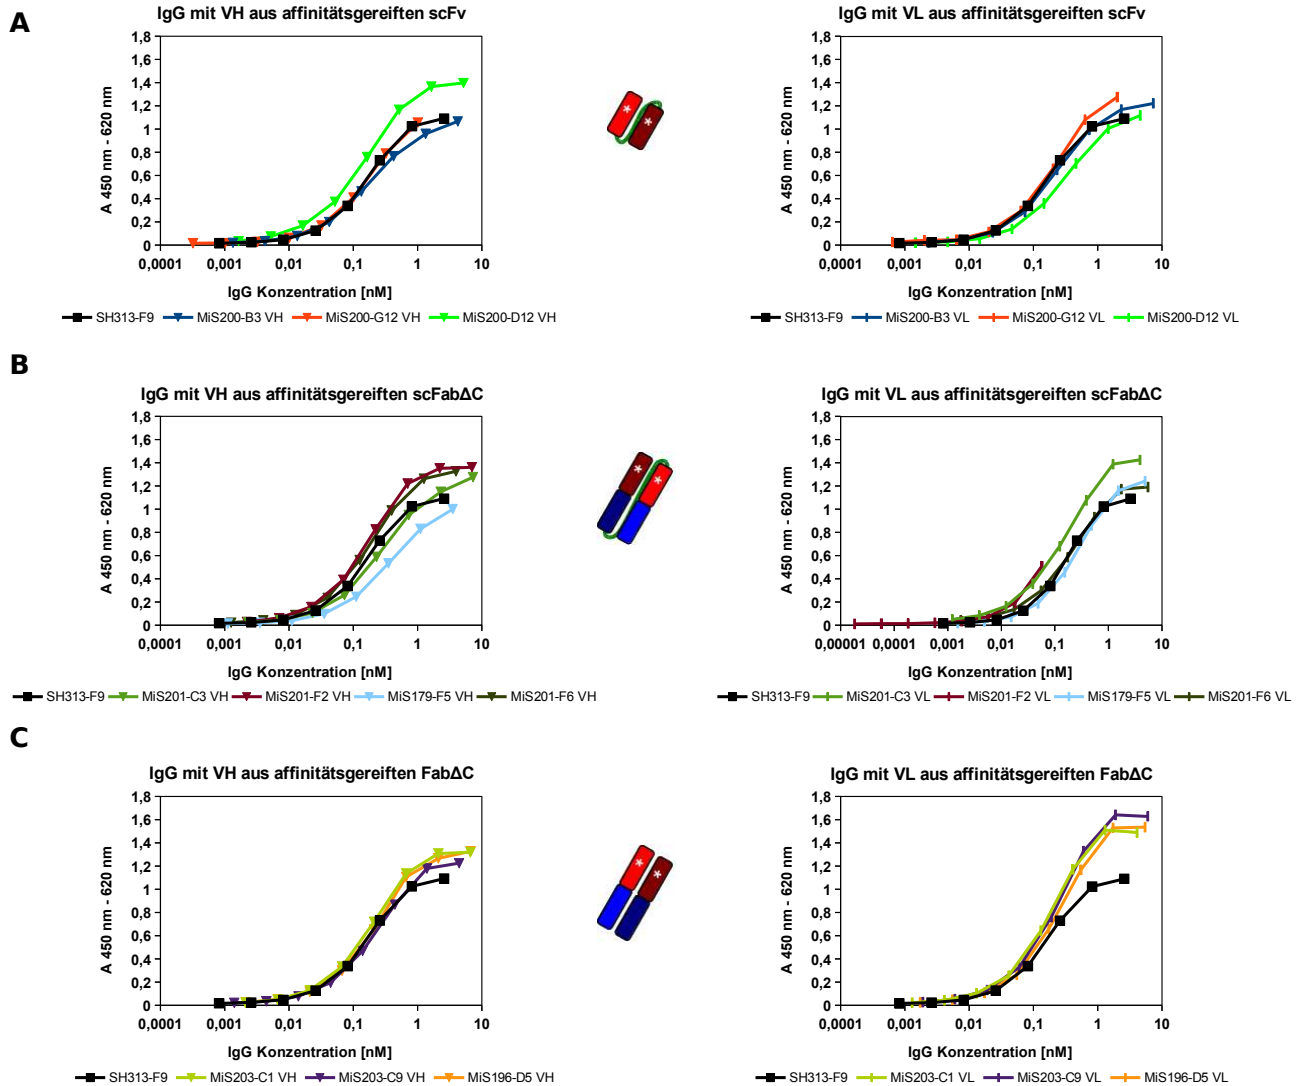 A
IgG mit VH aus affinitätsgereiften scFv
A 450 nm - 620 nm
1,8
1,6
1,4
1,2
1
0,8
0,6
0,4
0,2
0
0,0001 0,001 0,01 0,1 1 10
IgG Konzentration [nM]
SH313-F9 MiS200-B3 VH MiS200-G12 VH MiS200-D12 VH
IgG mit VL aus affinitätsgereiften scFv
A 450 nm - 620 nm
1,8
1,6
1,4
1,2
1
0,8
0,6
0,4
0,2
0
0,0001 0,001 0,01 0,1 1 10
IgG Konzentration [nM]
SH313-F9 MiS200-B3 VL MiS200-G12 VL MiS200-D12 VL
* *
B
IgG mit VH aus affinitätsgereiften scFabΔC
A 450 nm - 620 nm
1,8
1,6
1,4
1,2
1
0,8
0,6
0,4
0,2
0
0,0001 0,001 0,01 0,1 1 10
IgG Konzentration [nM]
SH313-F9 MiS201-C3 VH MiS201-F2 VH MiS179-F5 VH MiS201-F6 VH
IgG mit VL aus affinitätsgereiften scFabΔC
A 450 nm - 620 nm
1,8
1,6
1,4
1,2
1
0,8
0,6
0,4
0,2
0
0,00001 0,0001 0,001 0,01 0,1 1 10
IgG Konzentration [nM]
SH313-F9 MiS201-C3 VL MiS201-F2 VL MiS179-F5 VL MiS201-F6 VL
* *
C
IgG mit VH aus affinitätsgereiften FabΔC
A 450 nm - 620 nm
1,8
1,6
1,4
1,2
1
0,8
0,6
0,4
0,2
0
0,0001 0,001 0,01 0,1 1 10
IgG Konzentration [nM]
SH313-F9 MiS203-C1 VH MiS203-C9 VH MiS196-D5 VH
IgG mit VL aus affinitätsgereiften FabΔC
A 450 nm - 620 nm
1,8
1,6
1,4
1,2
1
0,8
0,6
0,4
0,2
0
0,0001 0,001 0,01 0,1 1 10
IgG Konzentration [nM]
SH313-F9 MiS203-C1 VL MiS203-C9 VL MiS196-D5 VL
* *